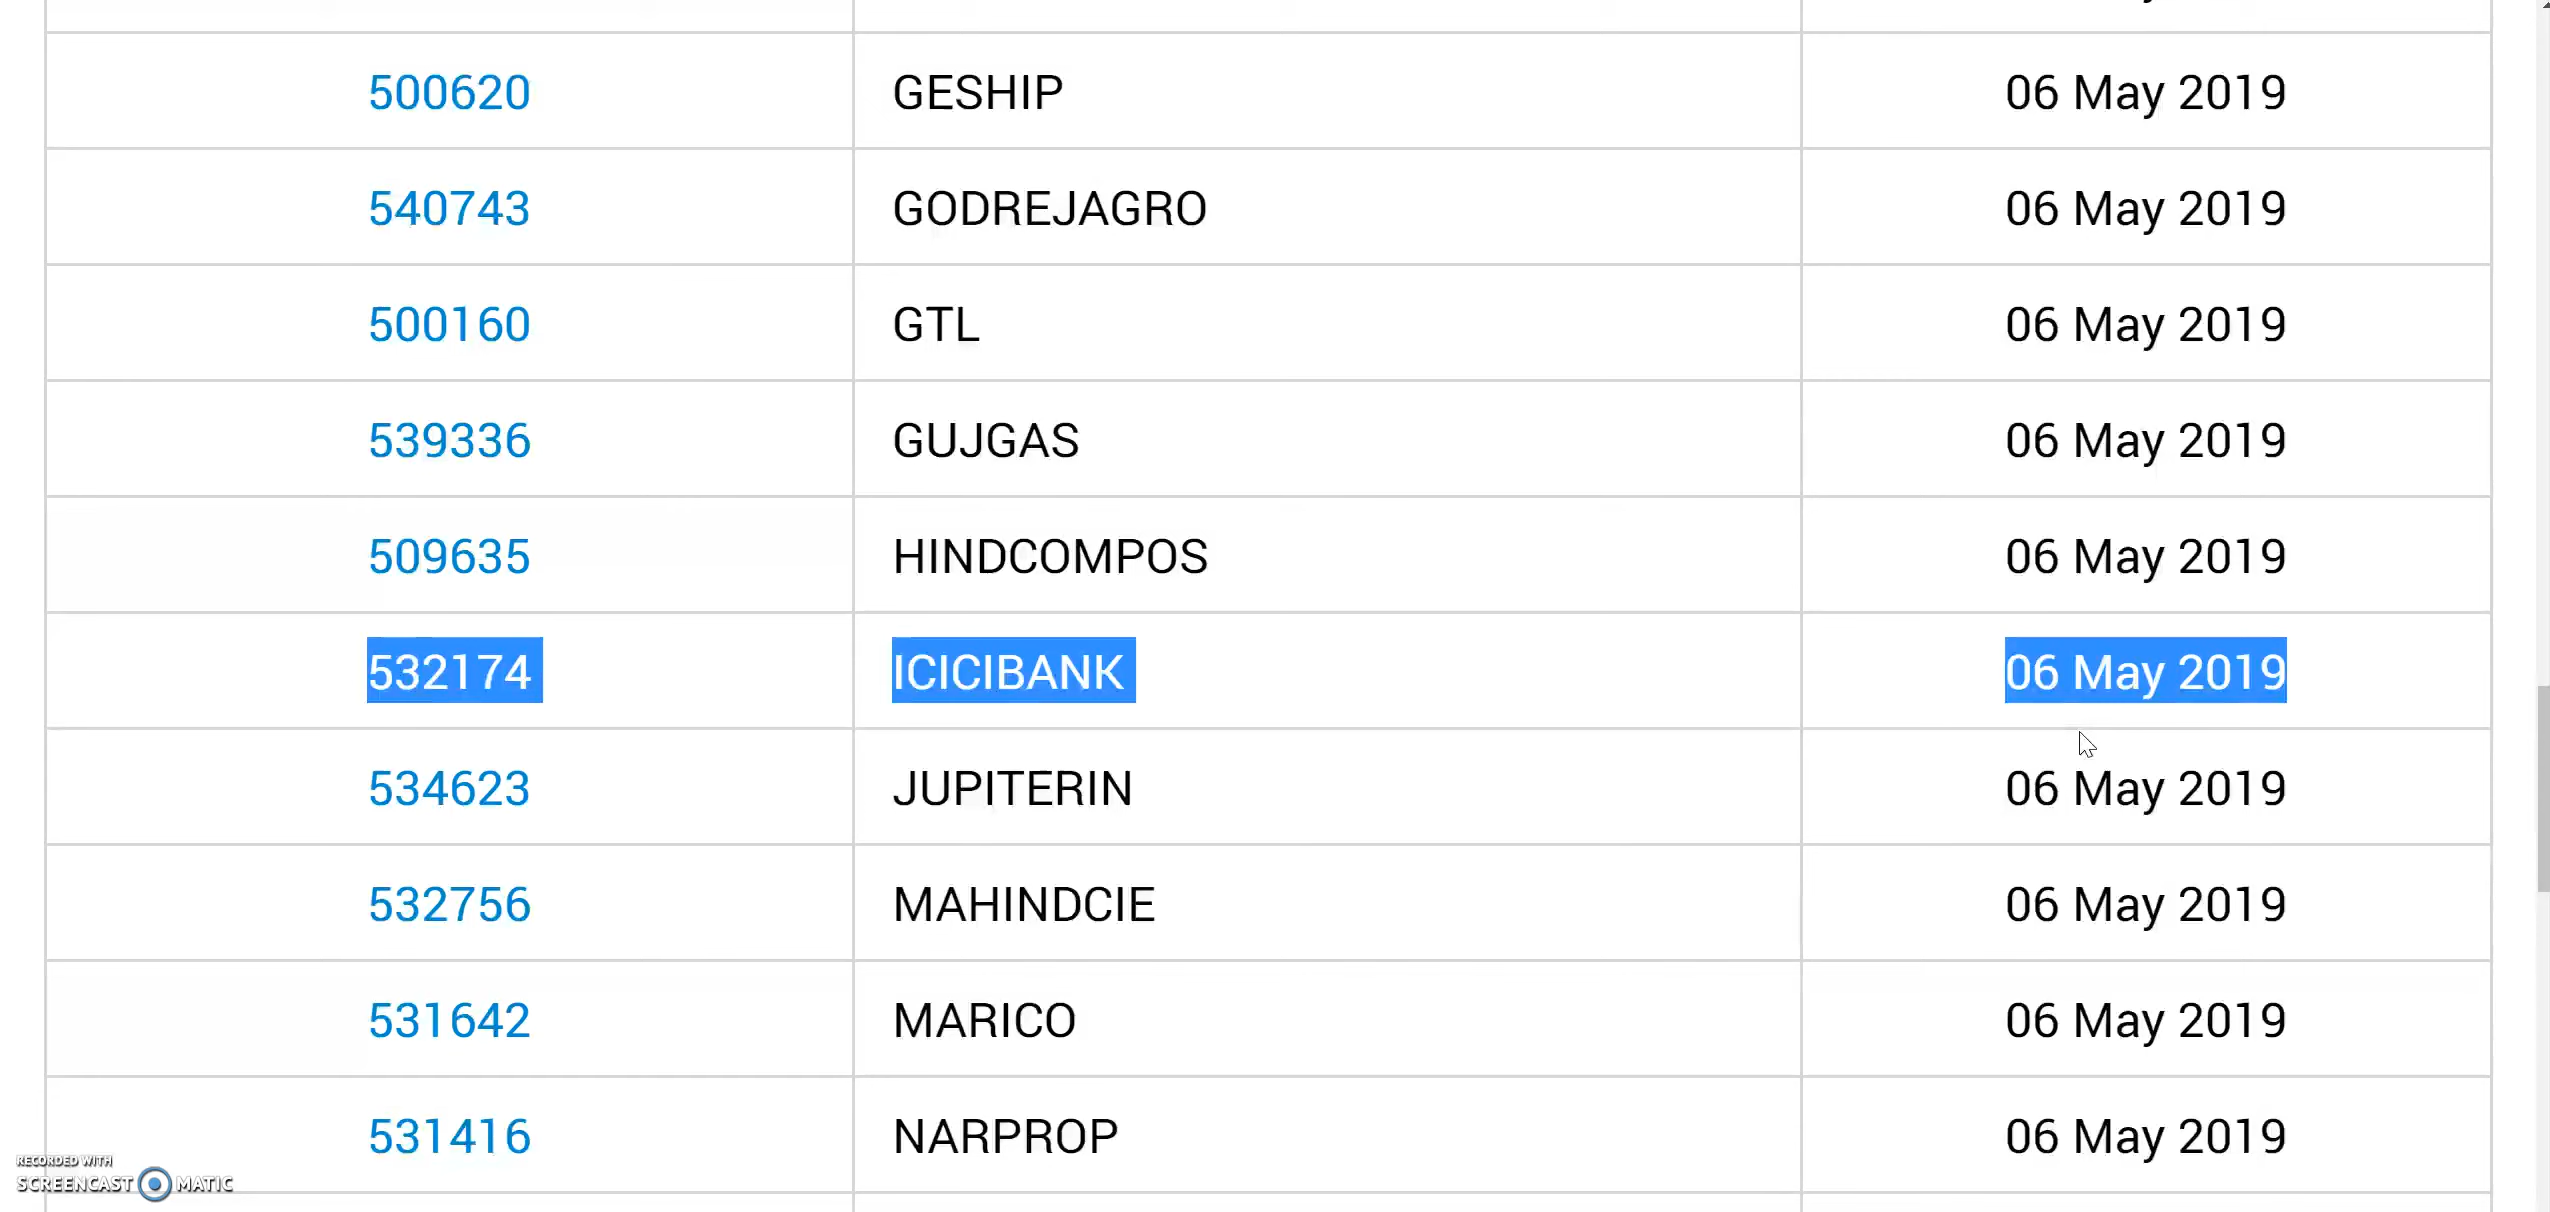 500620 GESHIP 06 May 2019
540743 GODREJAGRO 06 May 2019
500160 GTL 06 May 2019
539336 GUJGAS 06 May 2019
509635 HINDCOMPOS 06 May 2019
532174 ICICIBANK 06 May 2019
534623 JUPITERIN 06 May 2019
532756 MAHINDCIE 06 May 2019
531642 MARICO 06 May 2019
531416 NARPROP 06 May 2019
RECORDED WITH
SCREENCAST MATIC